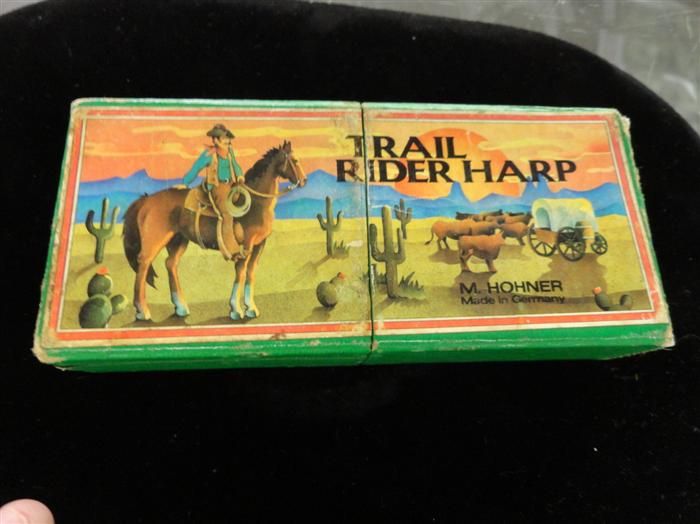 TRAIL
RIDER HARP
M. HOHNER
Made in Germany